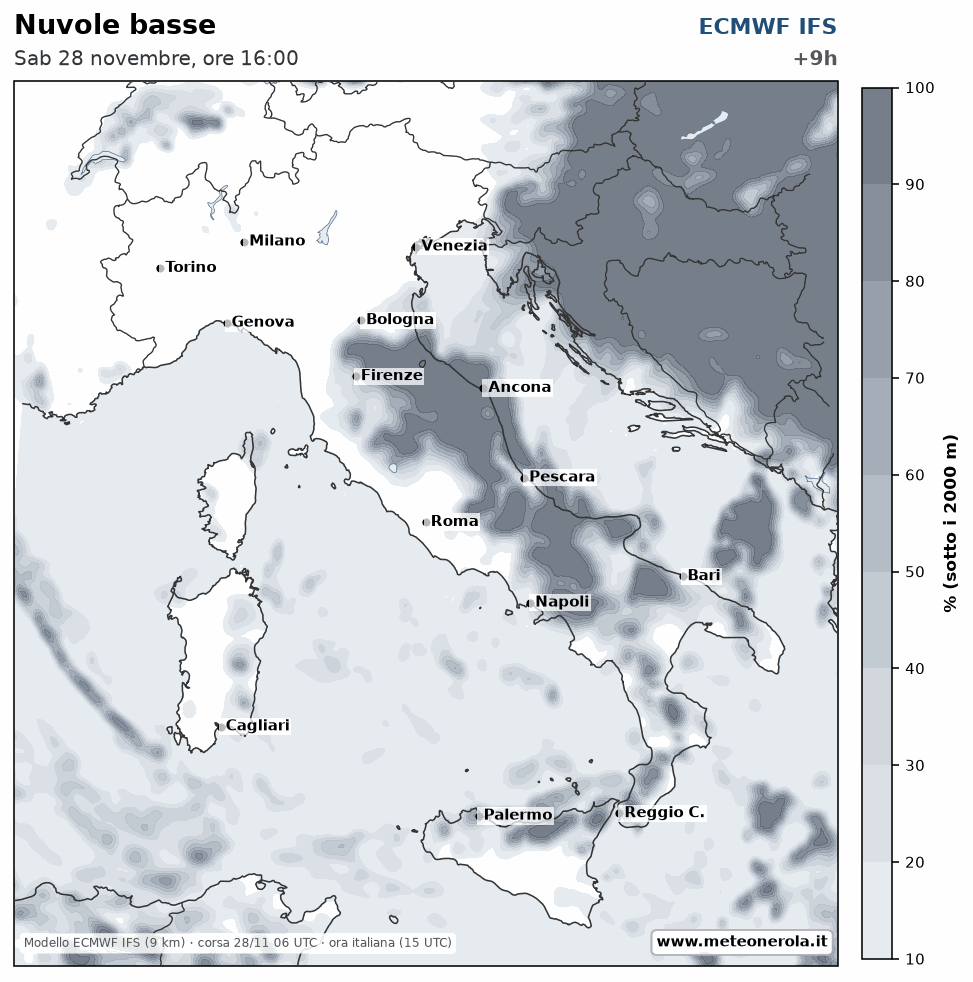 Nuvole basse
ECMWF IFS
Sab 28 novembre, ore 16:00
+9h
100
90
80
70
60
50
40
30
20
10
% (sotto i 2000 m)
Milano
Venezia
Torino
Genova
Bologna
Firenze
Ancona
Pescara
Roma
Bari
Napoli
Cagliari
Palermo
Reggio C.
Modello ECMWF IFS (9 km) · corsa 28/11 06 UTC · ora italiana (15 UTC)
www.meteonerola.it